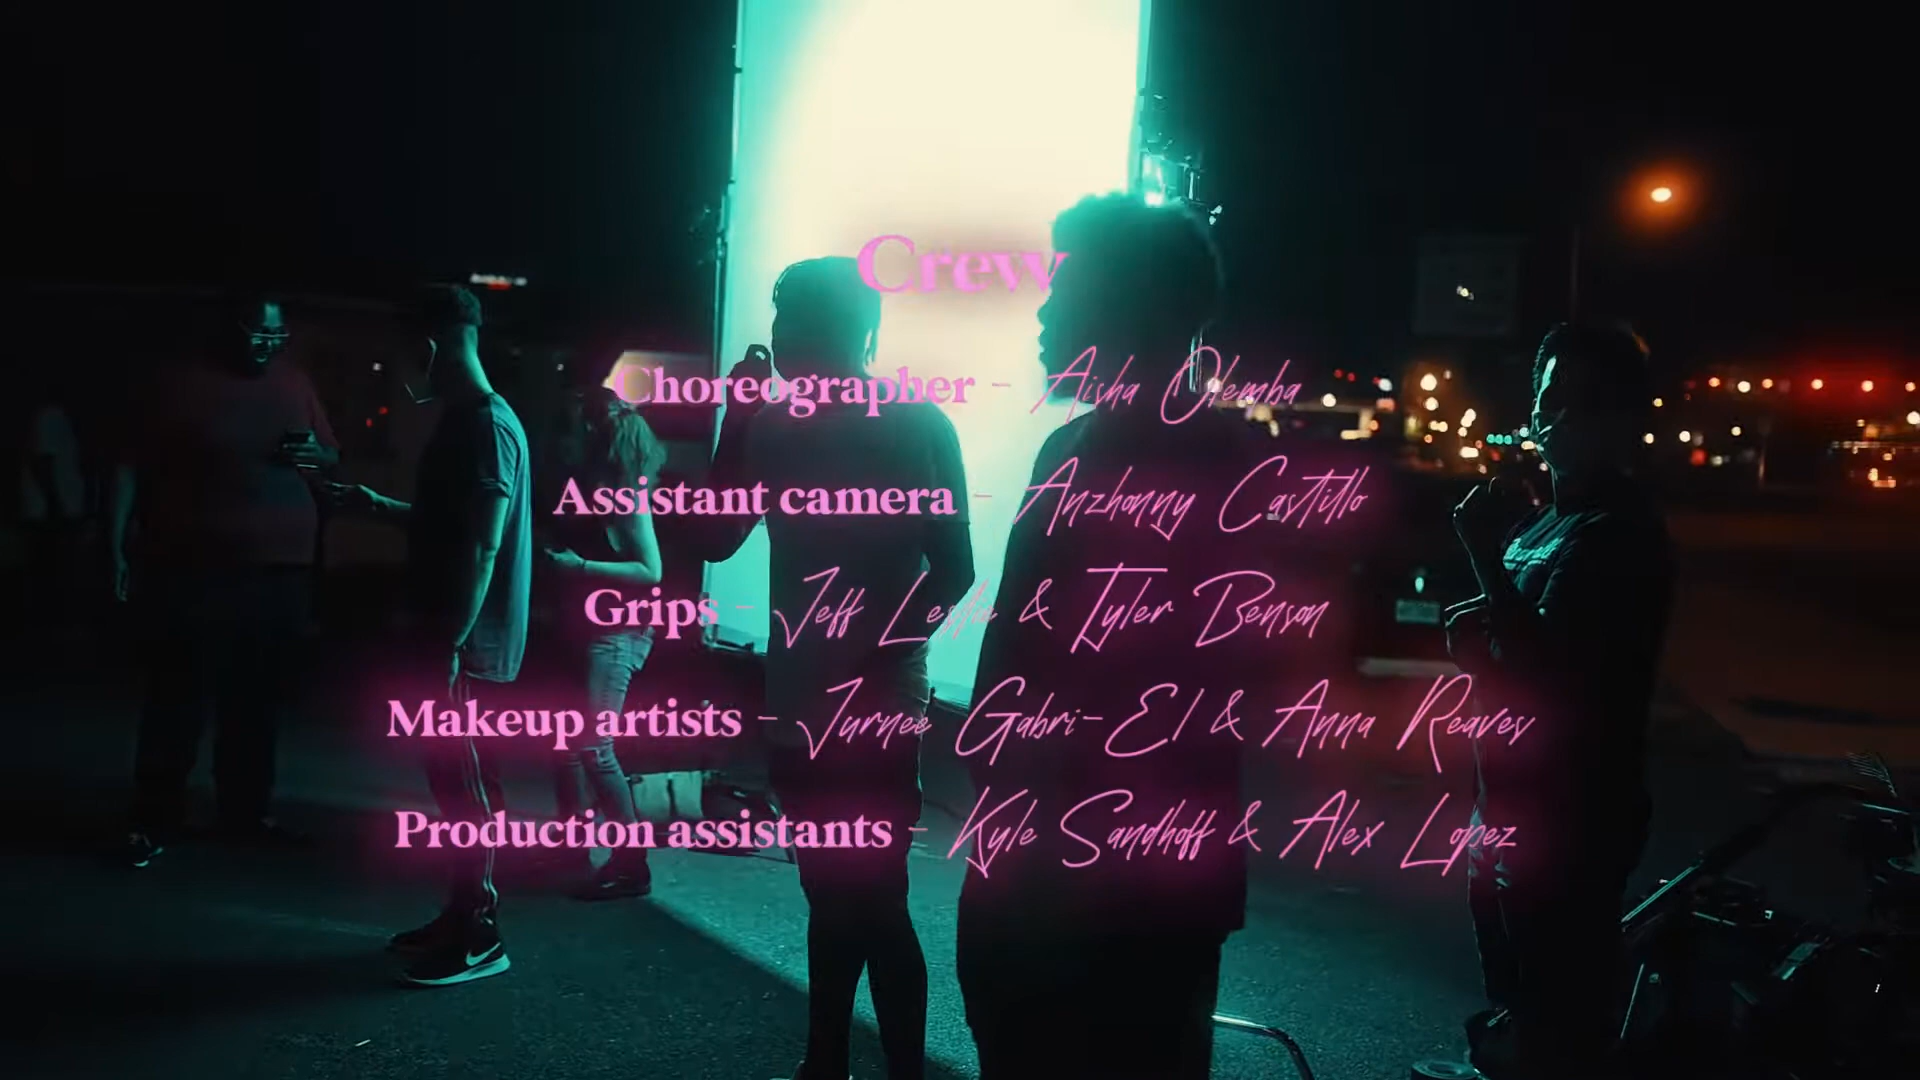 Crew
Choreographer - Aisha Olemba
Assistant camera - Anzhonny Castillo
Grips - Jeff Leslie & Tyler Benson
Makeup artists - Jurnee Gabri-El & Anna Reaves
Production assistants - Kyle Sandhoff & Alex Lopez